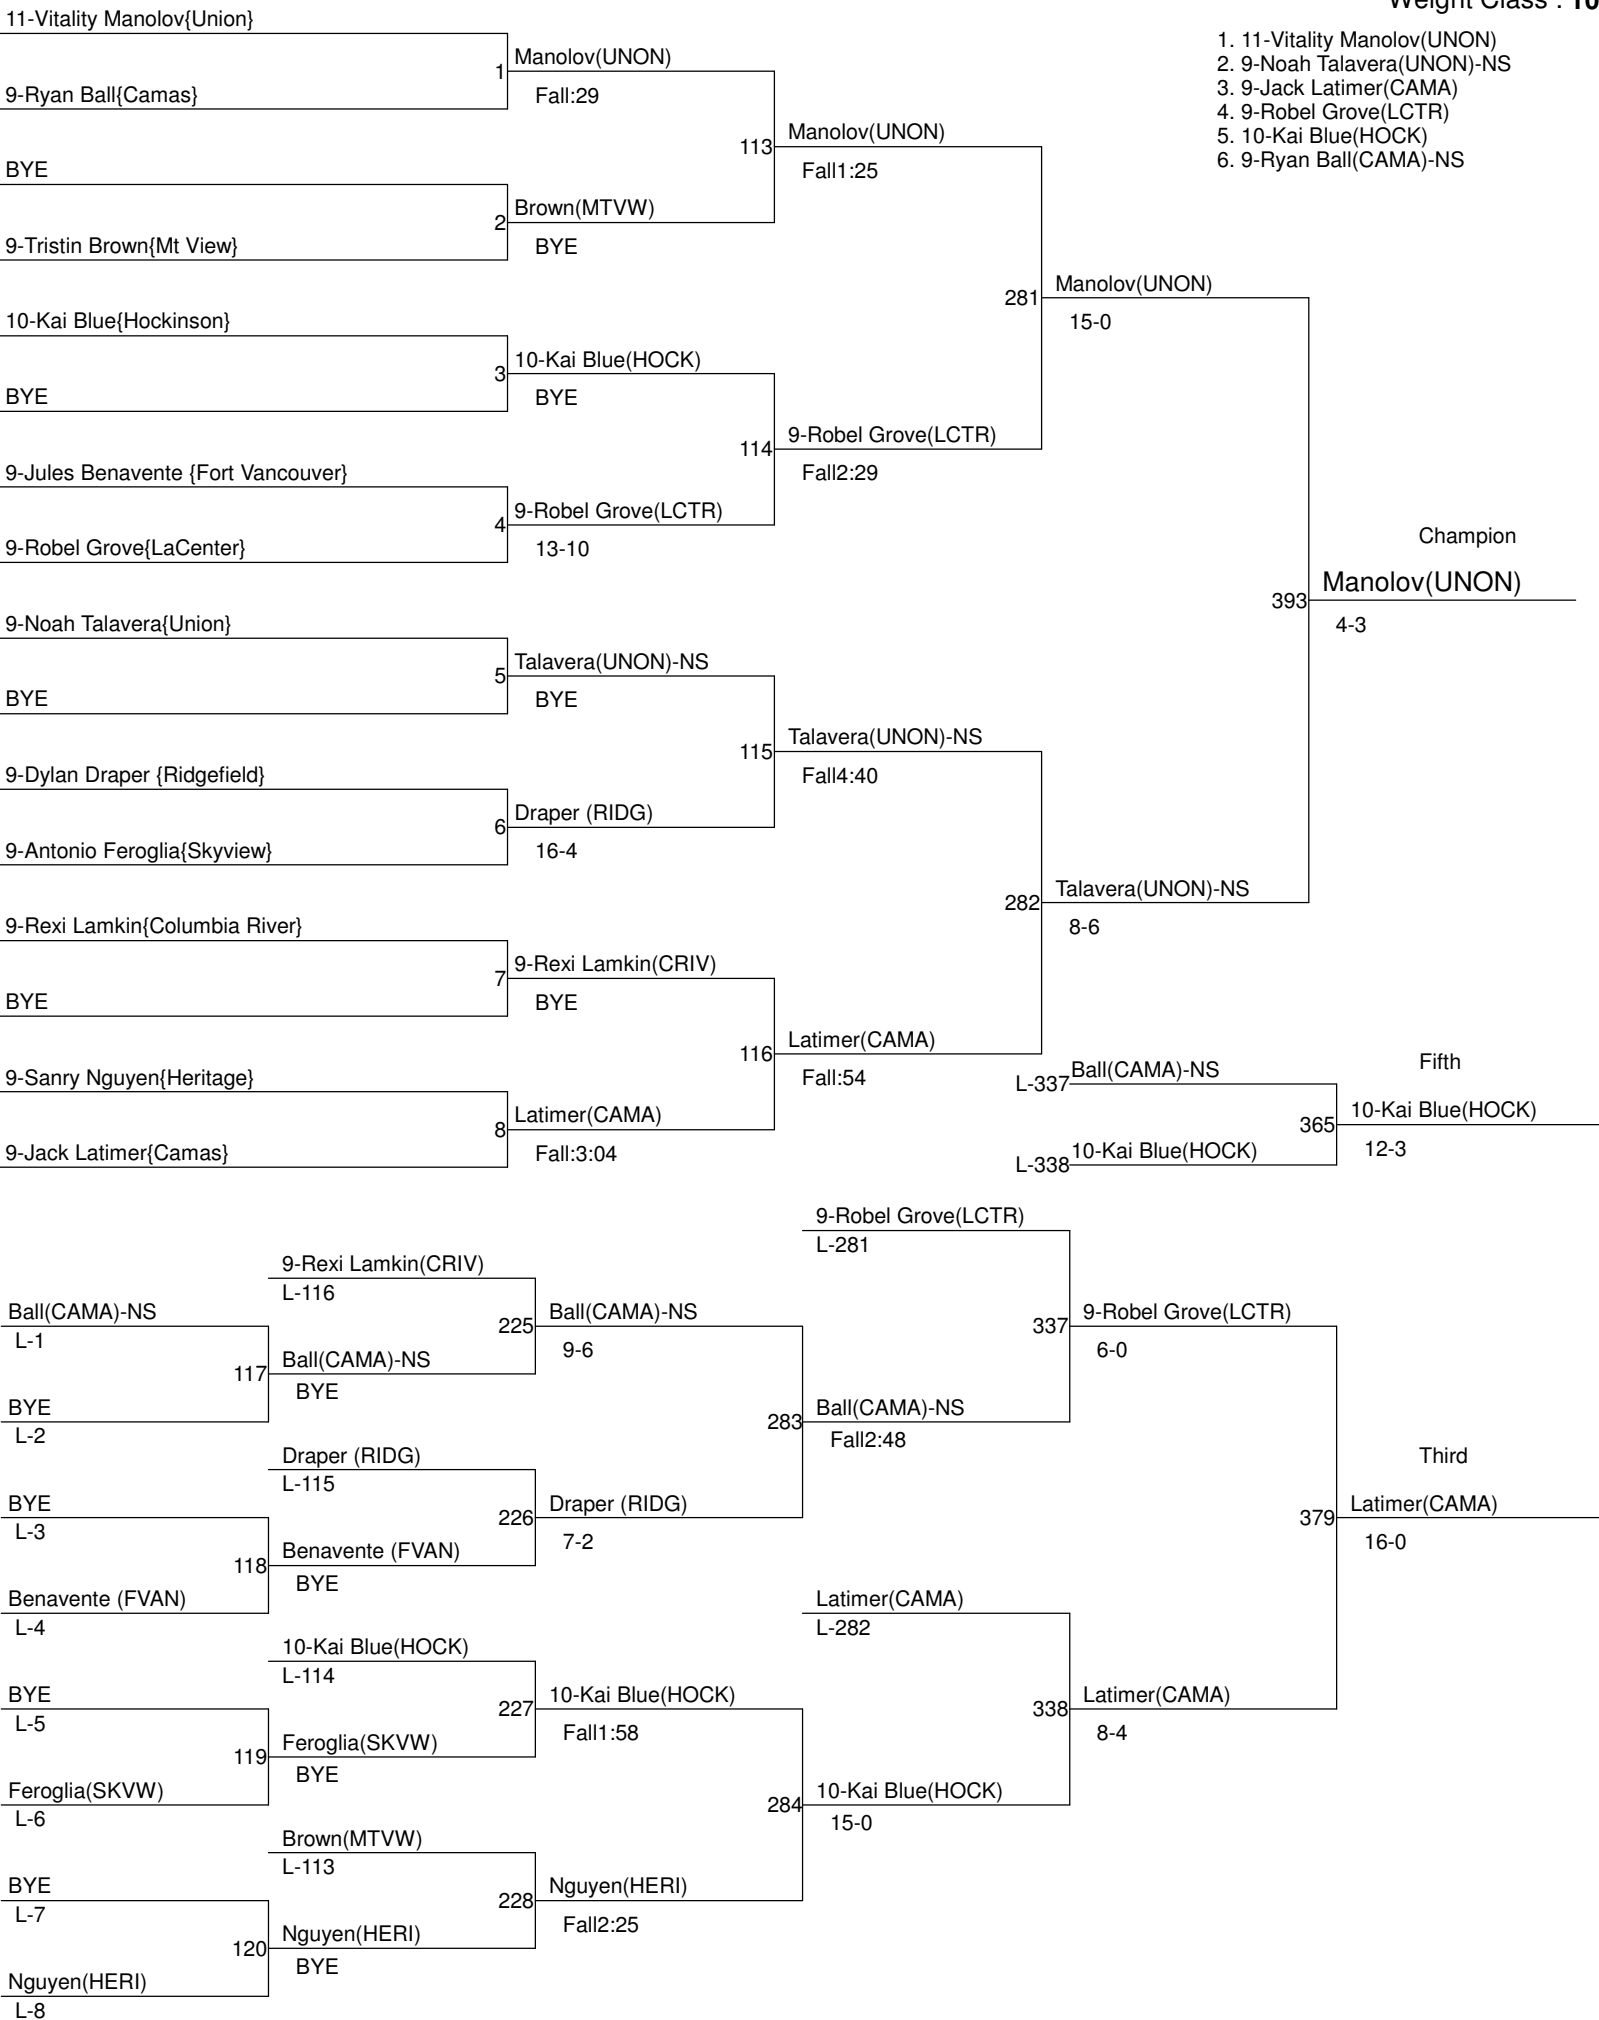 Weight Class : 10
11-Vitality Manolov{Union}
1. 11-Vitality Manolov(UNON)
2. 9-Noah Talavera(UNON)-NS
3. 9-Jack Latimer(CAMA)
4. 9-Robel Grove(LCTR)
5. 10-Kai Blue(HOCK)
6. 9-Ryan Ball(CAMA)-NS
Manolov(UNON)
1
9-Ryan Ball{Camas}
Fall:29
Manolov(UNON)
113
Fall1:25
BYE
Brown(MTVW)
2
9-Tristin Brown{Mt View}
BYE
Manolov(UNON)
281
15-0
10-Kai Blue{Hockinson}
10-Kai Blue(HOCK)
3
BYE
BYE
9-Robel Grove(LCTR)
114
Fall2:29
9-Jules Benavente {Fort Vancouver}
9-Robel Grove(LCTR)
4
9-Robel Grove{LaCenter}
13-10
Champion
Manolov(UNON)
393
4-3
9-Noah Talavera{Union}
Talavera(UNON)-NS
5
BYE
BYE
Talavera(UNON)-NS
115
Fall4:40
9-Dylan Draper {Ridgefield}
Draper (RIDG)
6
9-Antonio Feroglia{Skyview}
16-4
Talavera(UNON)-NS
282
8-6
9-Rexi Lamkin{Columbia River}
9-Rexi Lamkin(CRIV)
7
BYE
BYE
Latimer(CAMA)
116
Fall:54
9-Sanry Nguyen{Heritage}
Latimer(CAMA)
8
9-Jack Latimer{Camas}
Fall:3:04
Fifth
Ball(CAMA)-NS
L-337
10-Kai Blue(HOCK)
365
12-3
10-Kai Blue(HOCK)
L-338
9-Robel Grove(LCTR)
L-281
9-Rexi Lamkin(CRIV)
L-116
Ball(CAMA)-NS
L-1
Ball(CAMA)-NS
225
9-6
9-Robel Grove(LCTR)
337
6-0
117
Ball(CAMA)-NS
BYE
BYE
L-2
Ball(CAMA)-NS
283
Fall2:48
Draper (RIDG)
L-115
Third
BYE
L-3
Draper (RIDG)
226
7-2
Latimer(CAMA)
379
16-0
118
Benavente (FVAN)
BYE
Benavente (FVAN)
L-4
Latimer(CAMA)
L-282
10-Kai Blue(HOCK)
L-114
BYE
L-5
10-Kai Blue(HOCK)
227
Fall1:58
Latimer(CAMA)
338
8-4
119
Feroglia(SKVW)
BYE
Feroglia(SKVW)
L-6
10-Kai Blue(HOCK)
284
15-0
Brown(MTVW)
L-113
BYE
L-7
Nguyen(HERI)
228
Fall2:25
120
Nguyen(HERI)
BYE
Nguyen(HERI)
L-8